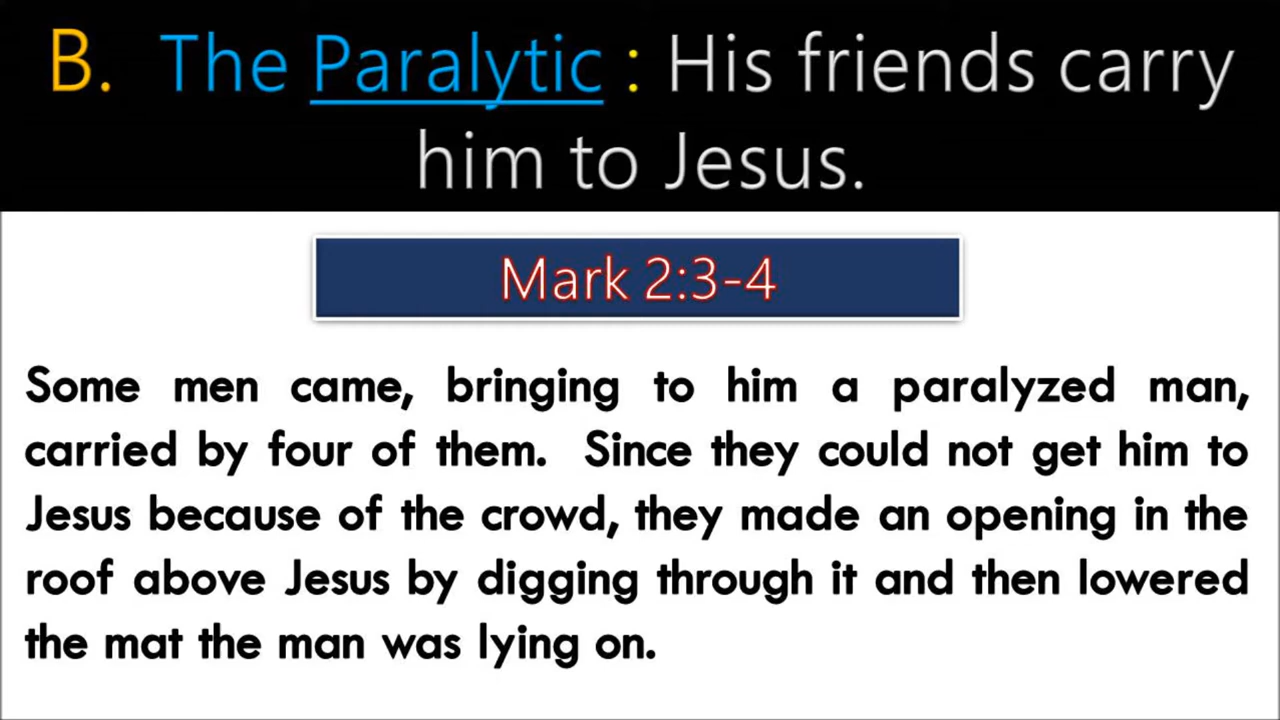 B. The Paralytic : His friends carry
him to Jesus.
Mark 2:3-4
Some men came, bringing to him a paralyzed man,
carried by four of them. Since they could not get him to
Jesus because of the crowd, they made an opening in the
roof above Jesus by digging through it and then lowered
the mat the man was lying on.